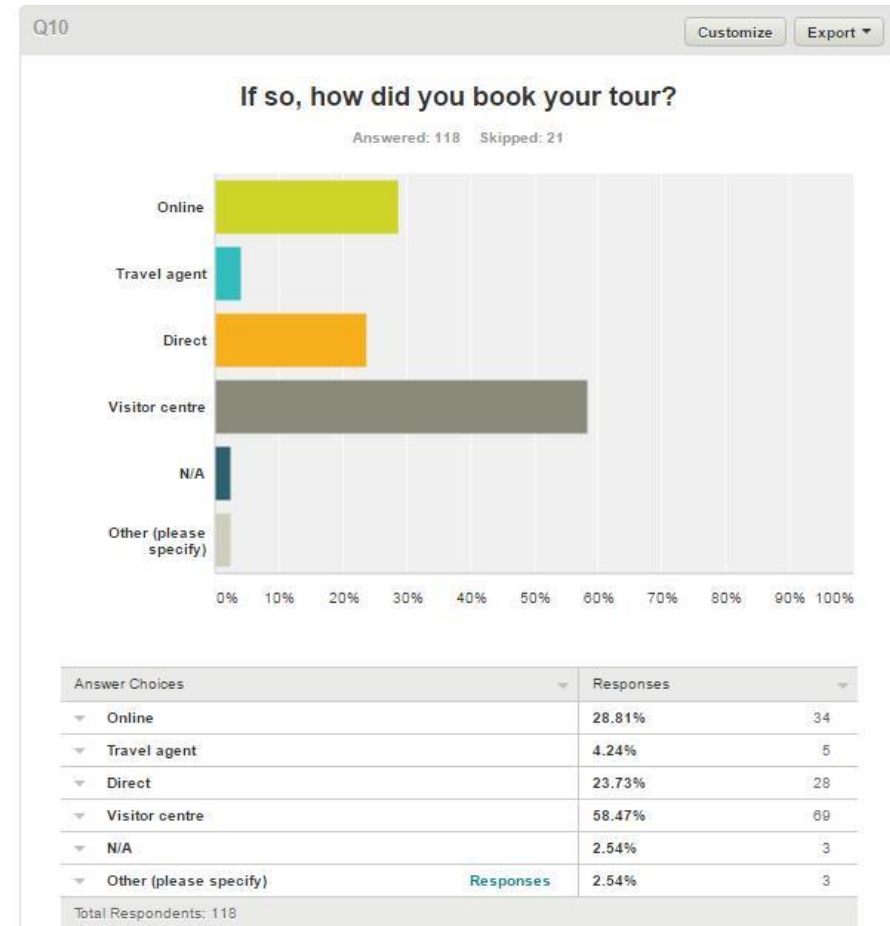 Q10
Customize Export
If so, how did you book your tour?
Answered: 118 Skipped: 21
Online
Travel agent
Direct
Visitor centre
N/A
Other (please
specify)
0% 10% 20% 30% 40% 50% 60% 70% 80% 90% 100%
Answer Choices Responses
Online 28.81% 34
Travel agent 4.24% 5
Direct 23.73% 28
Visitor centre 58.47% 69
N/A 2.54% 3
Other (please specify) Responses 2.54% 3
Total Respondents: 118